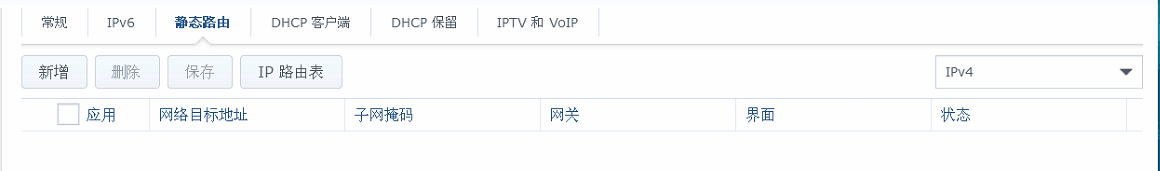 常规 IPv6 静态路由 DHCP 客户端 DHCP 保留 IPTV 和 VoIP
新增 删除 保存 IP 路由表 IPv4
应用 网络目标地址 子网掩码 网关 界面 状态